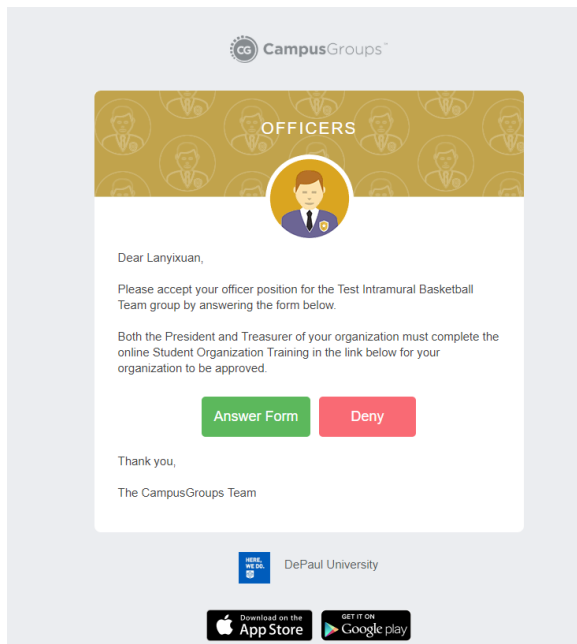 CG CampusGroups™
OFFICERS
Dear Lanyixuan,
Please accept your officer position for the Test Intramural Basketball
Team group by answering the form below.
Both the President and Treasurer of your organization must complete the
online Student Organization Training in the link below for your
organization to be approved.
Answer Form
Deny
Thank you,
The CampusGroups Team
HERE,
WE DO.
DePaul University
Download on the
App Store
GET IT ON
Google play